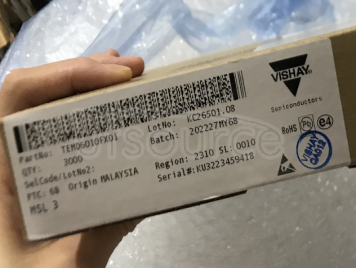 VISHAY
Semiconductors
PartNo: TEMD6010FX01
LotNo: KC26501.08
QTY: 3000
Batch: 202227MY68
RoHS
e4
SelCode/LotNo2:
PTC: 68 Origin MALAYSIA
Region: 2310 SL: 0010
MSL 3
Serial#:KU3223459418
VISHAY